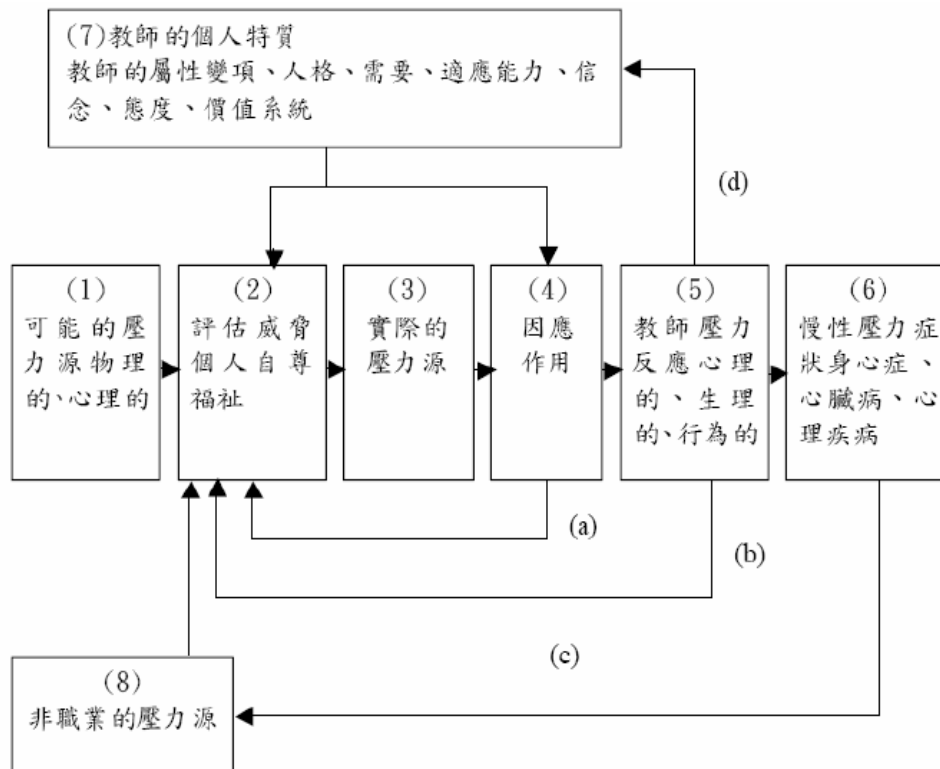 (7)教師的個人特質
教師的屬性變項、人格、需要、適應能力、信
念、態度、價值系統
(d)
(1)
可能的壓
力源物理
的、心理的
(2)
評估威脅
個人自尊
福祉
(3)
實際的
壓力源
(4)
因應
作用
(5)
教師壓力
反應心理
的、生理
的、行為的
(6)
慢性壓力症
狀身心症、
心臟病、心
理疾病
(a)
(b)
(c)
(8)
非職業的壓力源